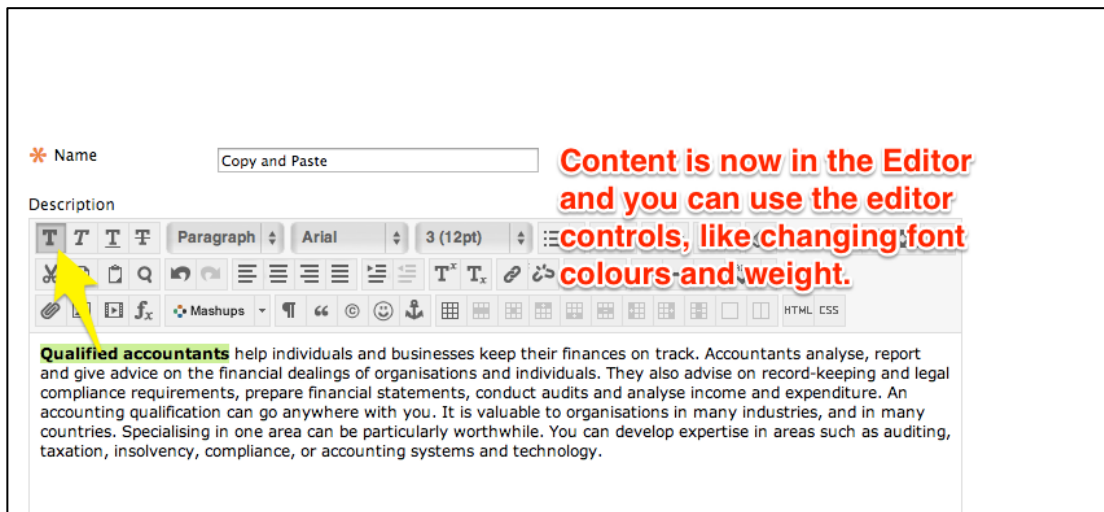 ✲ Name
Copy and Paste
Content is now in the Editor
and you can use the editor
controls, like changing font
colours and weight.
Description
T T T T Paragraph Arial 3 (12pt)
Tx Tx
fx Mashups ¶ “ © HTML CSS
Qualified accountants help individuals and businesses keep their finances on track. Accountants analyse, report
and give advice on the financial dealings of organisations and individuals. They also advise on record-keeping and legal
compliance requirements, prepare financial statements, conduct audits and analyse income and expenditure. An
accounting qualification can go anywhere with you. It is valuable to organisations in many industries, and in many
countries. Specialising in one area can be particularly worthwhile. You can develop expertise in areas such as auditing,
taxation, insolvency, compliance, or accounting systems and technology.